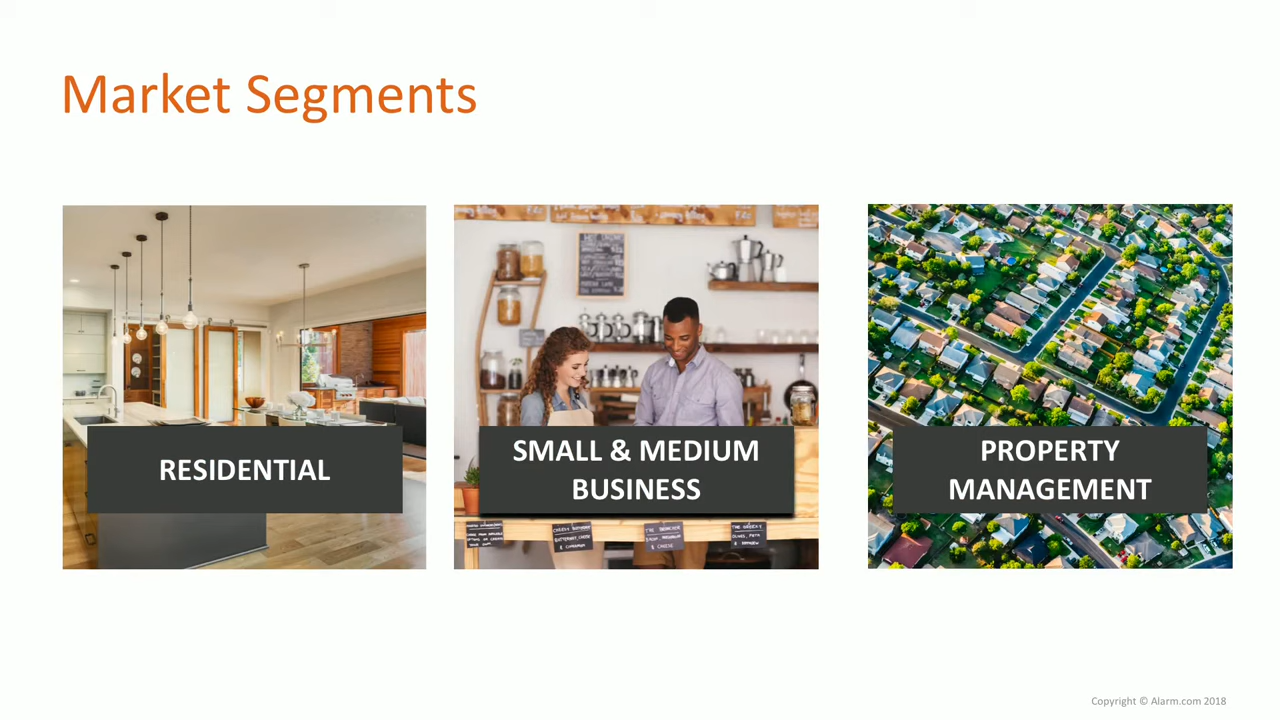 Market Segments
RESIDENTIAL
SMALL & MEDIUM
BUSINESS
PROPERTY
MANAGEMENT
Copyright © Alarm.com 2018